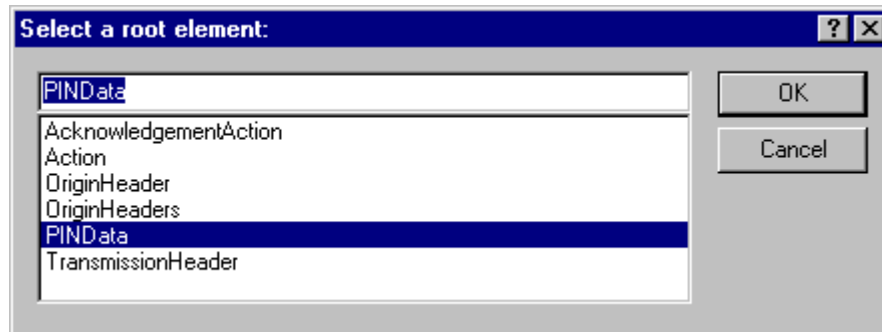 Select a root element:
? X
PINData
OK
AcknowledgementAction
Cancel
Action
OriginHeader
OriginHeaders
PINData
TransmissionHeader